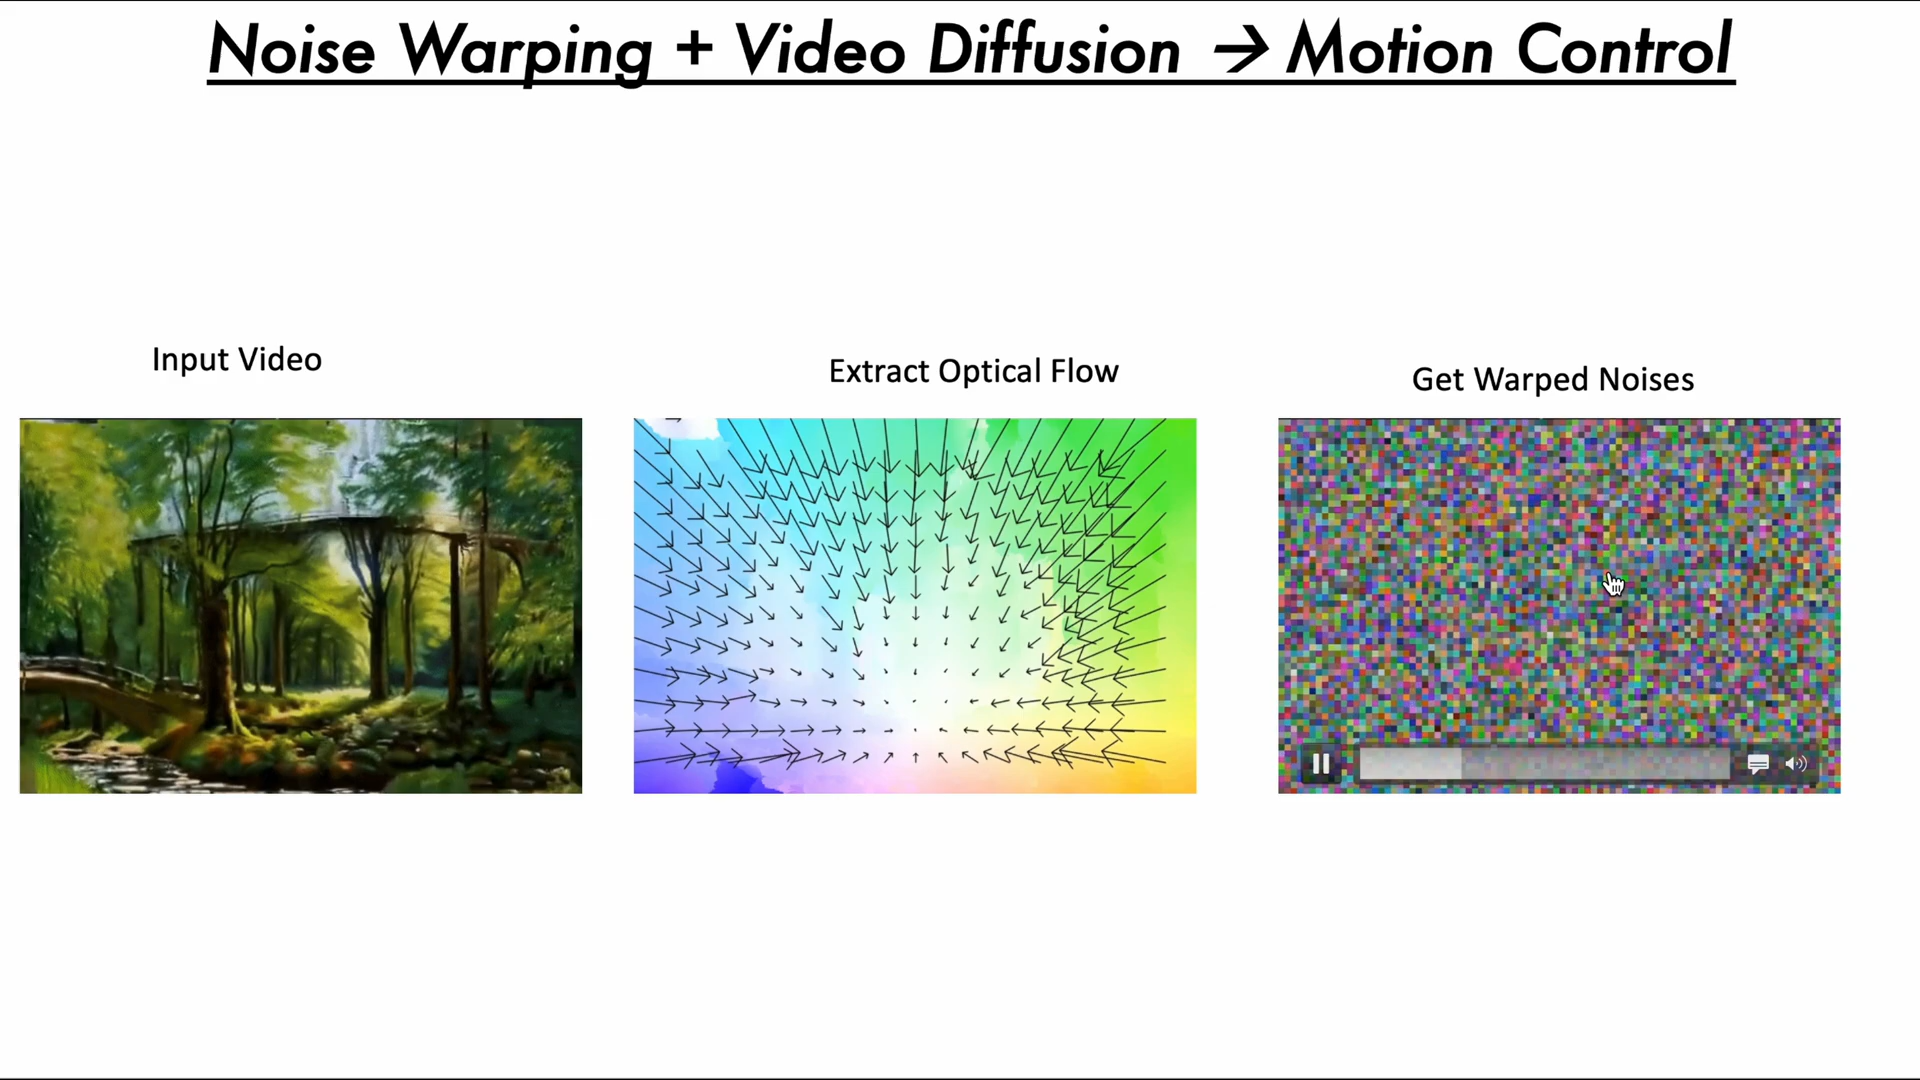 Noise Warping + Video Diffusion → Motion Control
Input Video
Extract Optical Flow
Get Warped Noises